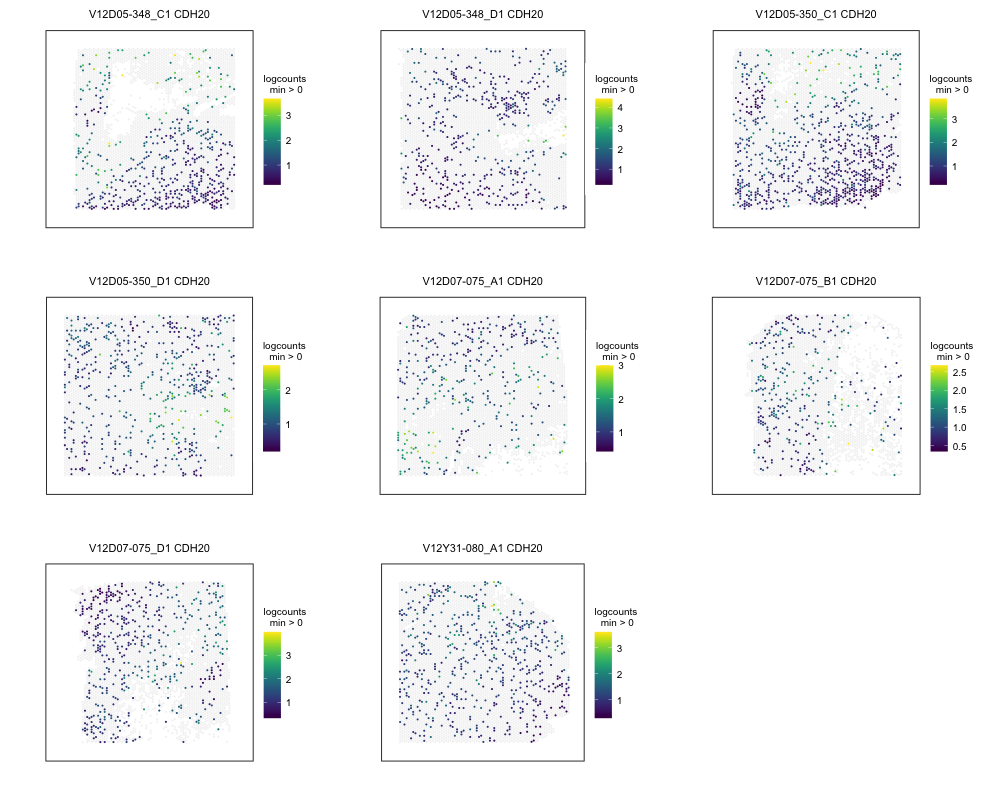 V12D05-348_C1 CDH20
logcounts
min > 0
3
2
1
V12D05-348_D1 CDH20
logcounts
min > 0
4
3
2
1
V12D05-350_C1 CDH20
logcounts
min > 0
3
2
1
V12D05-350_D1 CDH20
logcounts
min > 0
2
1
V12D07-075_A1 CDH20
logcounts
min > 0
3
2
1
V12D07-075_B1 CDH20
logcounts
min > 0
2.5
2.0
1.5
1.0
0.5
V12D07-075_D1 CDH20
logcounts
min > 0
3
2
1
V12Y31-080_A1 CDH20
logcounts
min > 0
3
2
1